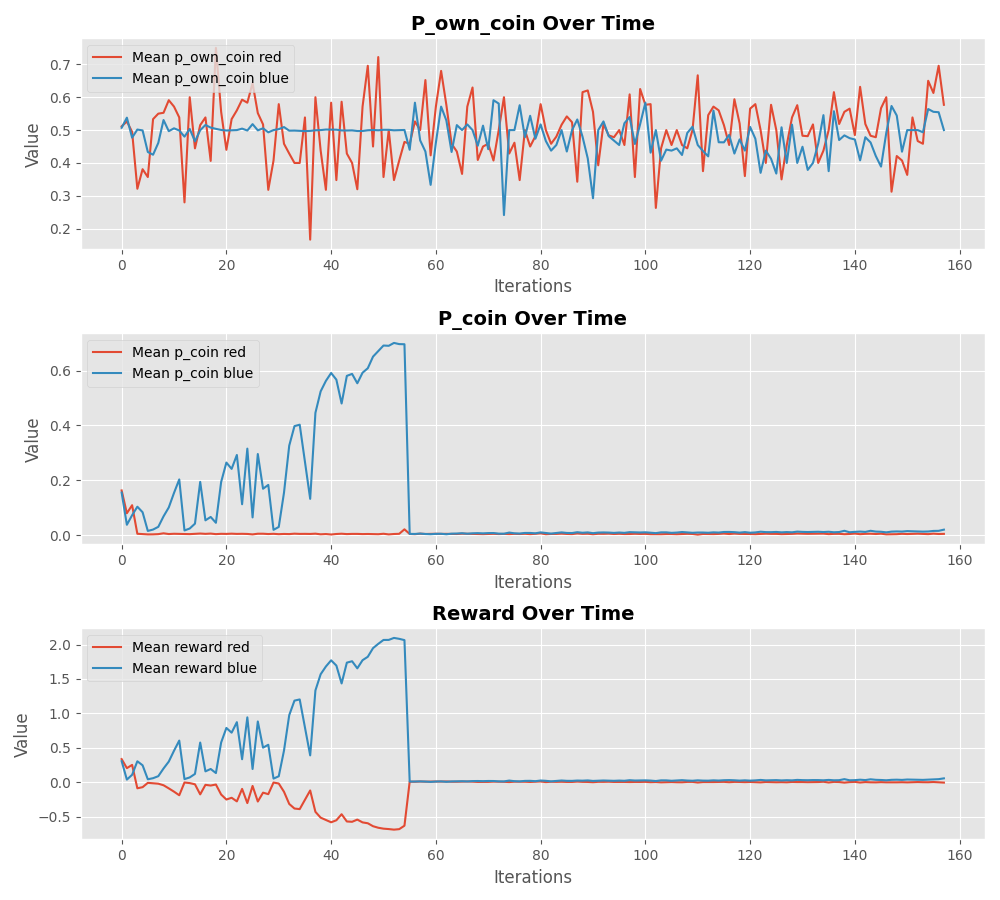 P_own_coin Over Time
Mean p_own_coin red
Mean p_own_coin blue
Value
0.7
0.6
0.5
0.4
0.3
0.2
0 20 40 60 80 100 120 140 160
Iterations
P_coin Over Time
Mean p_coin red
Mean p_coin blue
Value
0.6
0.4
0.2
0.0
0 20 40 60 80 100 120 140 160
Iterations
Reward Over Time
Mean reward red
Mean reward blue
Value
2.0
1.5
1.0
0.5
0.0
−0.5
0 20 40 60 80 100 120 140 160
Iterations